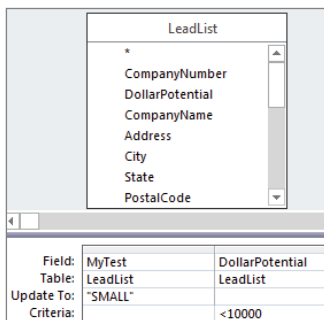 LeadList
*
CompanyNumber
DollarPotential
CompanyName
Address
City
State
PostalCode
Field: MyTest DollarPotential
Table: LeadList LeadList
Update To: "SMALL"
Criteria: <10000